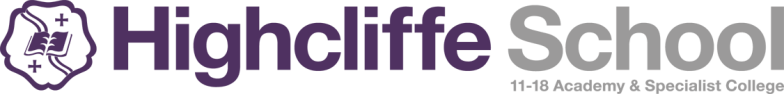 Highcliffe School
11-18 Academy & Specialist College